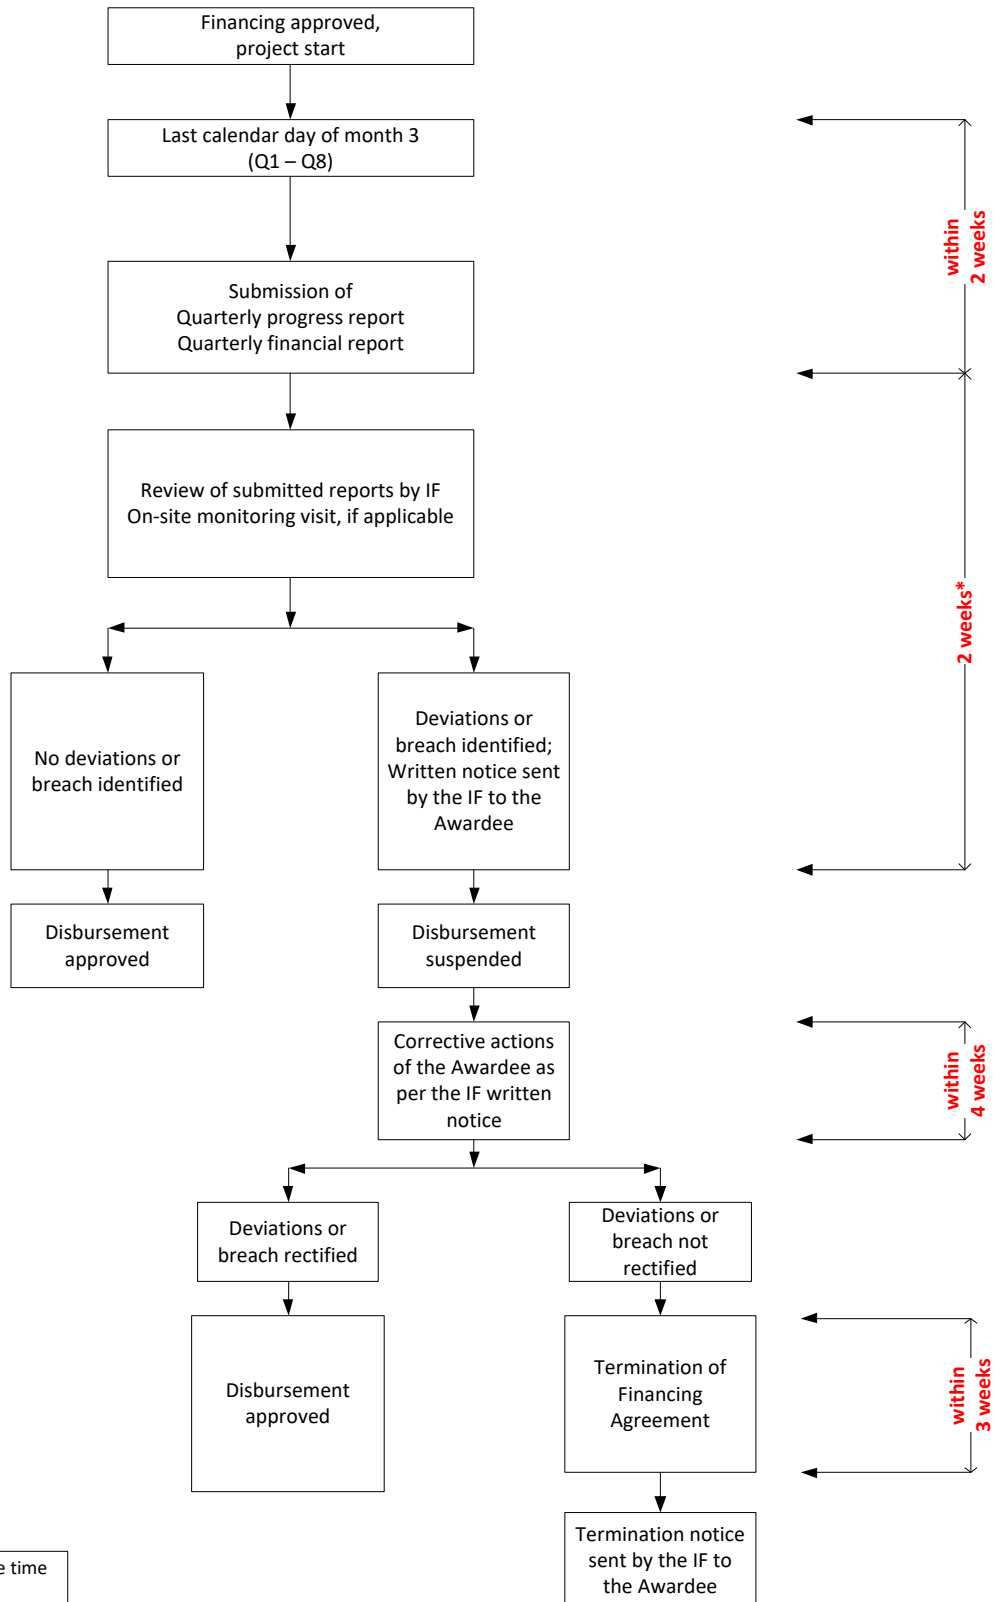 Financing approved,
project start
Last calendar day of month 3
(Q1 – Q8)
within
2 weeks
Submission of
Quarterly progress report
Quarterly financial report
Review of submitted reports by IF
On-site monitoring visit, if applicable
2 weeks*
No deviations or
breach identified
Deviations or
breach identified;
Written notice sent
by the IF to the
Awardee
Disbursement
approved
Disbursement
suspended
Corrective actions
of the Awardee as
per the IF written
notice
within
4 weeks
Deviations or
breach rectified
Deviations or
breach not
rectified
Disbursement
approved
Termination of
Financing
Agreement
within
3 weeks
Termination notice
sent by the IF to
the Awardee
time